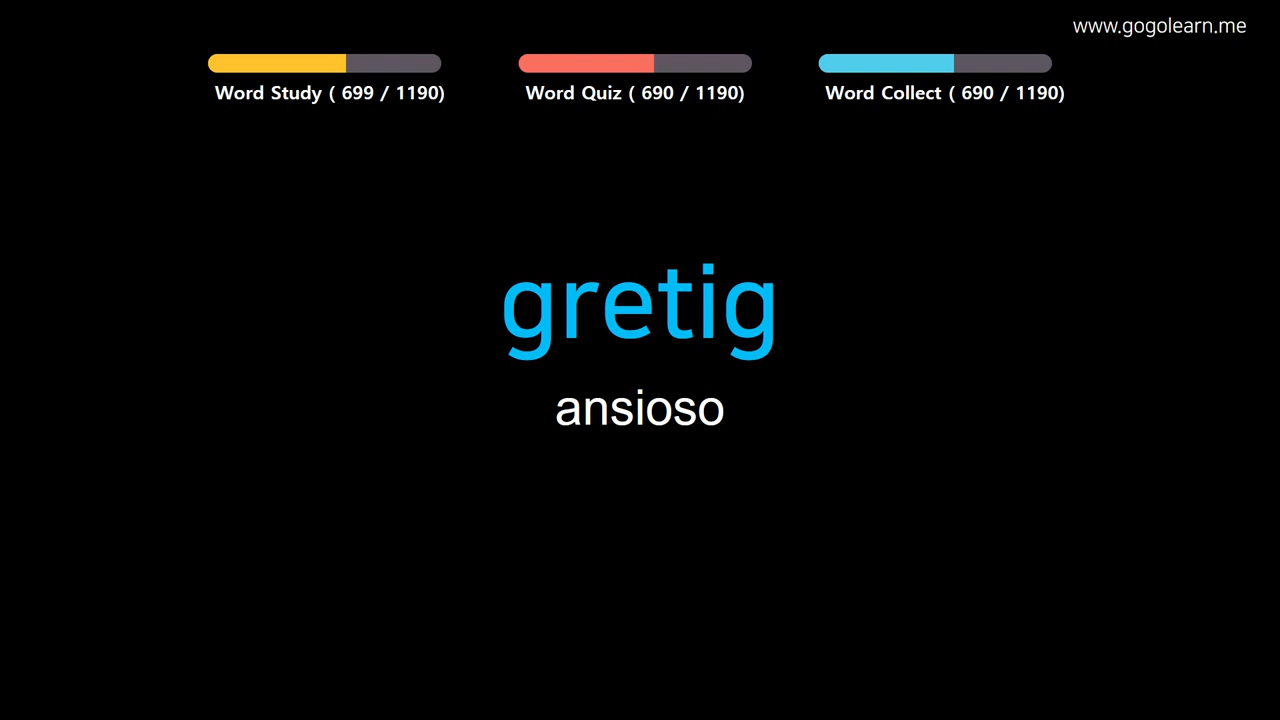 www.gogolearn.me
Word Study ( 699 / 1190)
Word Quiz ( 690 / 1190)
Word Collect ( 690 / 1190)
gretig
ansioso